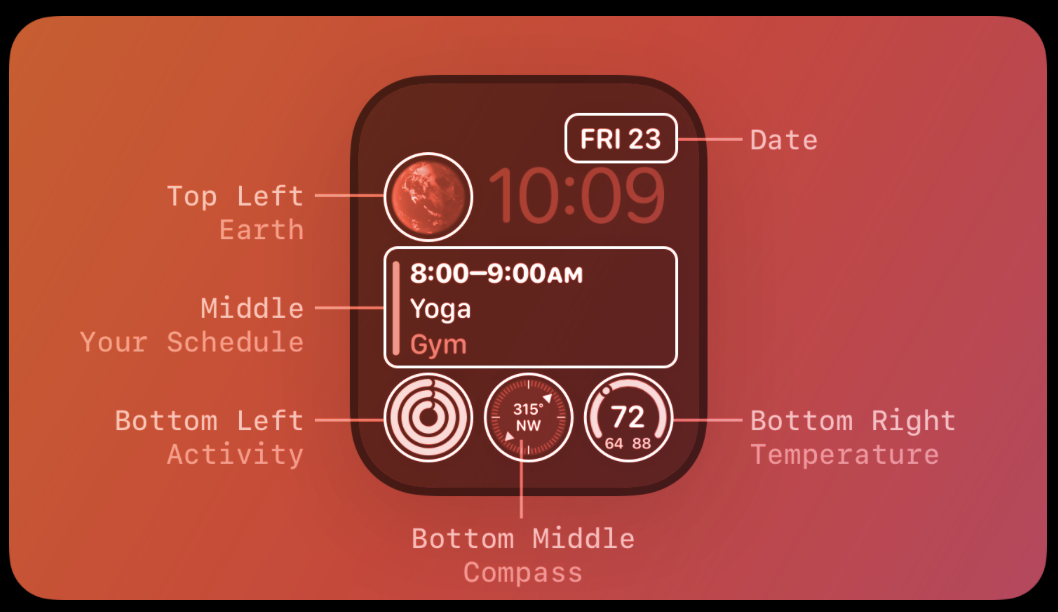 FRI 23
Date
10:09
Top Left
Earth
8:00–9:00AM
Yoga
Gym
Middle
Your Schedule
315°
NW
72
64 88
Bottom Left
Activity
Bottom Right
Temperature
Bottom Middle
Compass